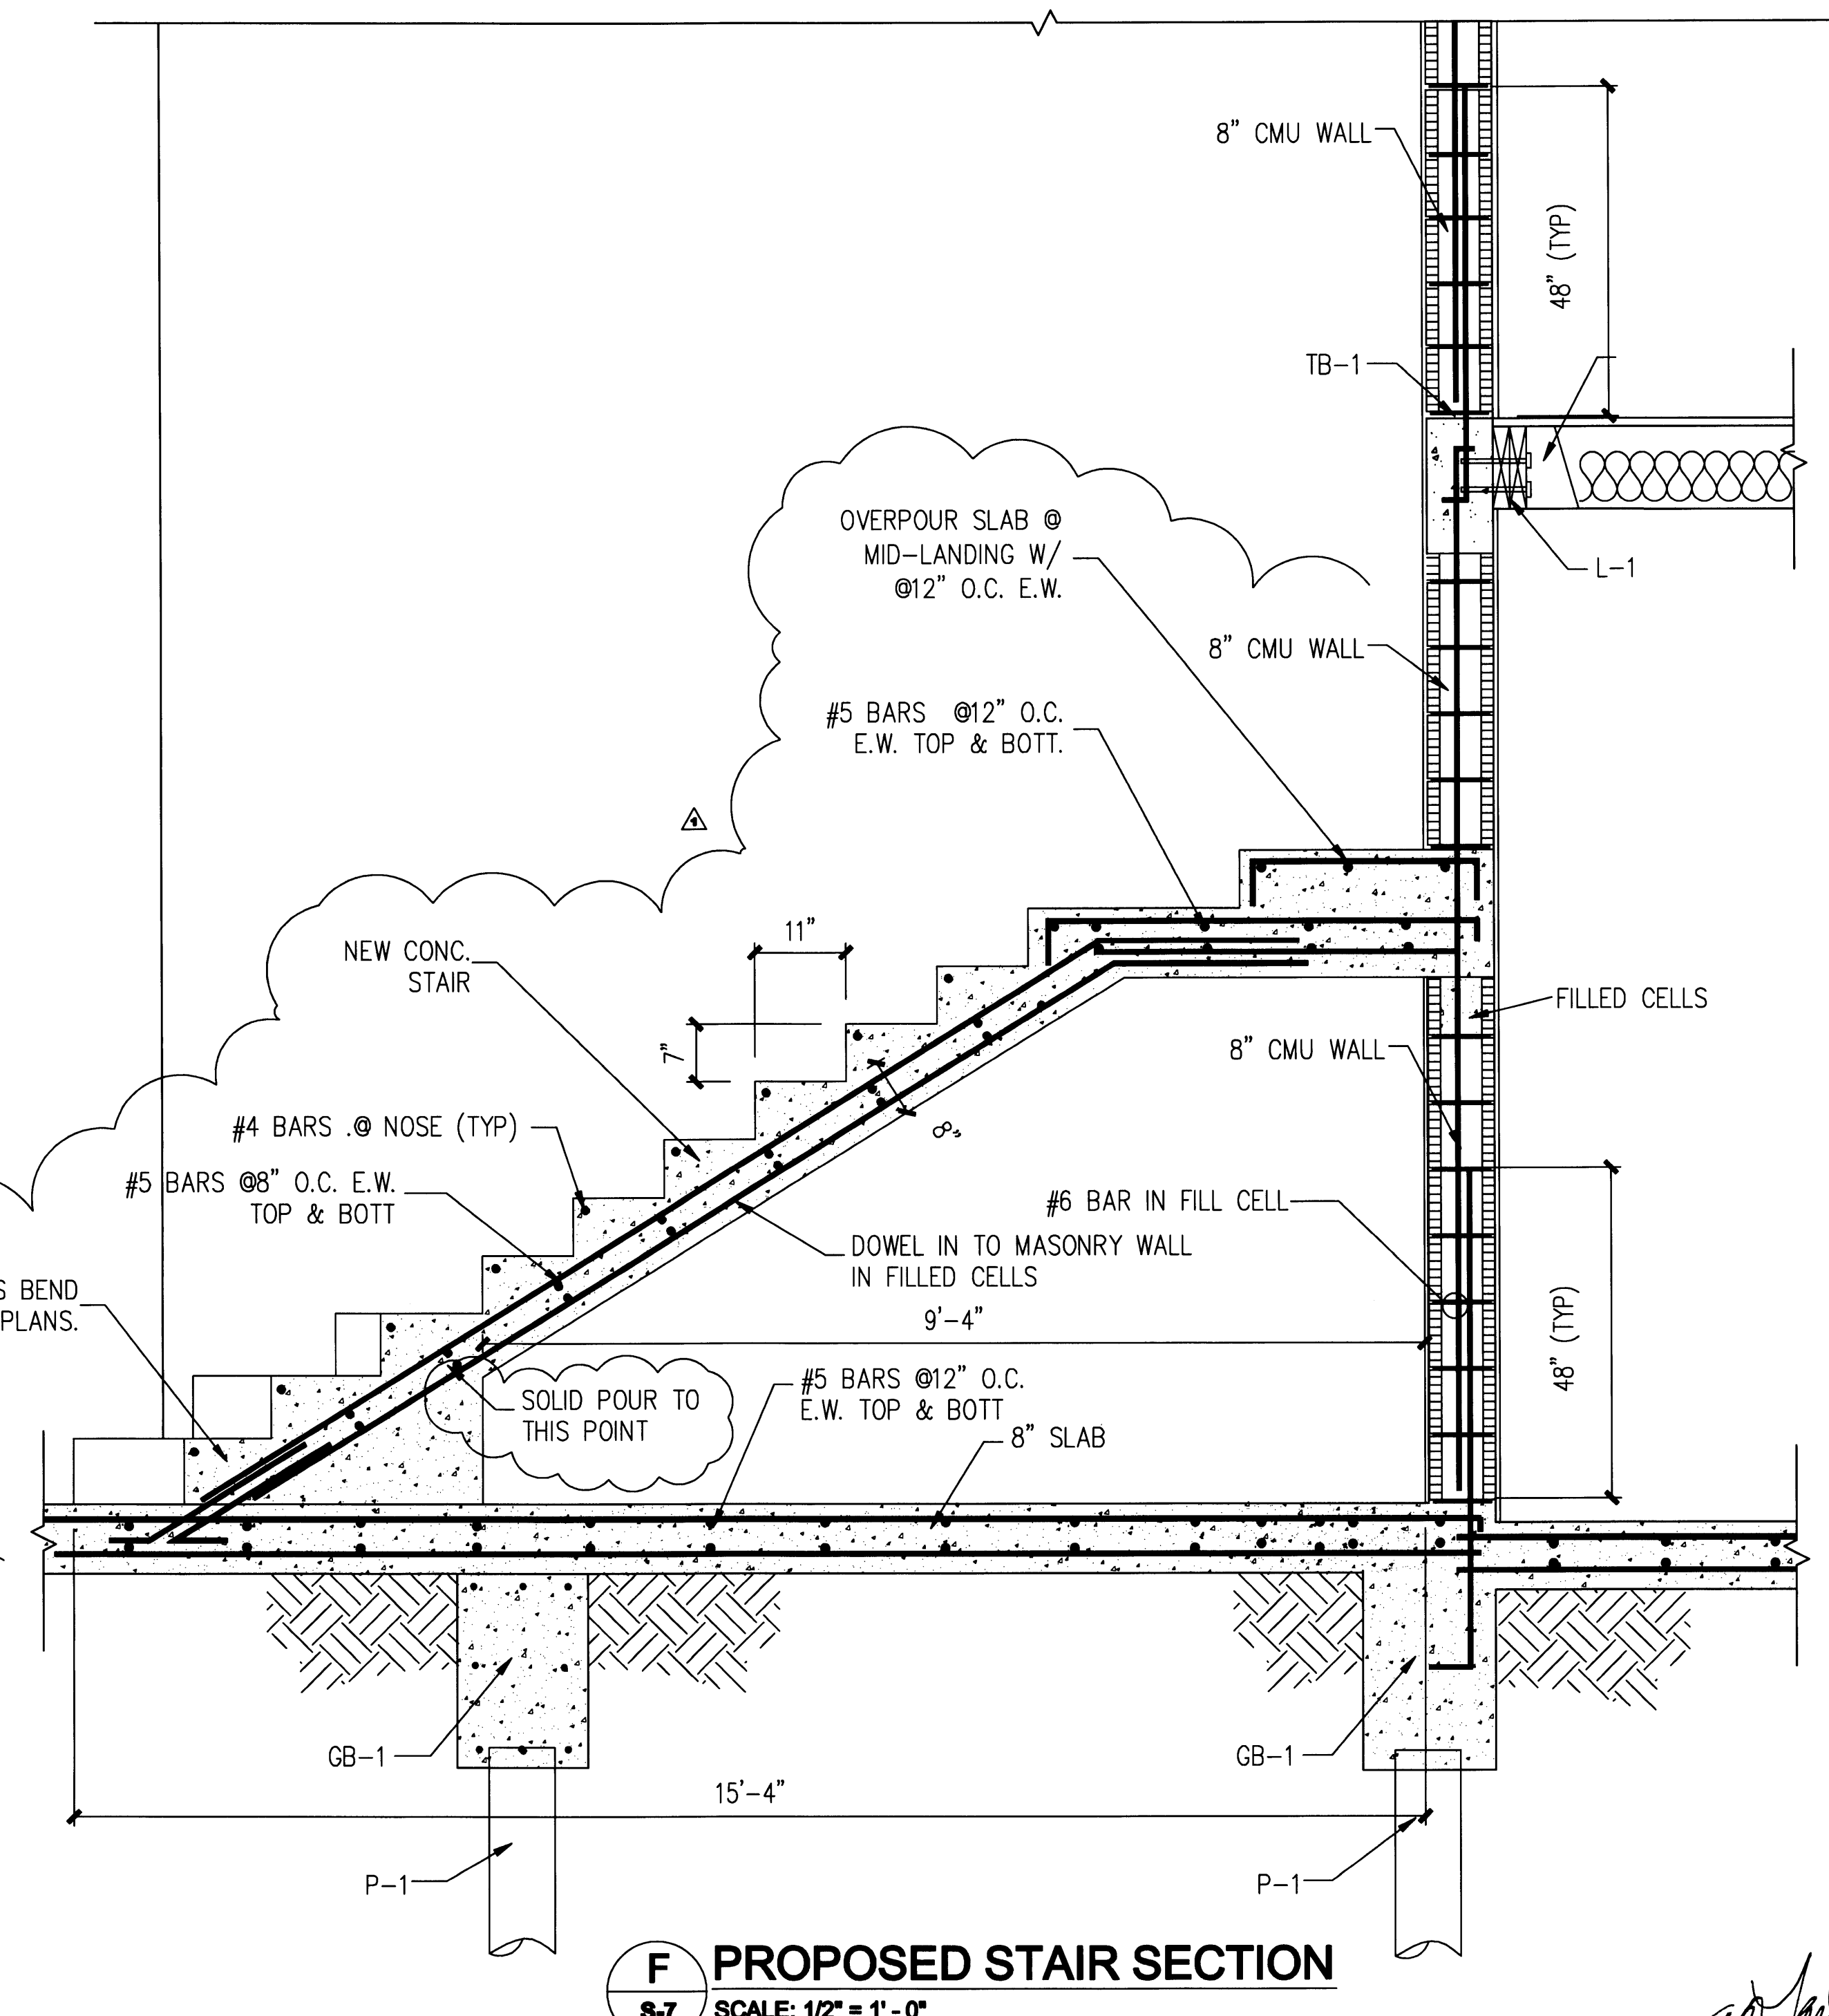 8" CMU WALL
48" (TYP)
TB-1
OVERPOUR SLAB @
MID-LANDING W/
@12" O.C. E.W.
L-1
8" CMU WALL
#5 BARS @12" O.C.
E.W. TOP & BOTT.
1
11"
NEW CONC.
STAIR
FILLED CELLS
7"
8" CMU WALL
8"
#4 BARS .@ NOSE (TYP)
#5 BARS @8" O.C. E.W.
TOP & BOTT
#6 BAR IN FILL CELL
DOWEL IN TO MASONRY WALL
IN FILLED CELLS
S BEND
PLANS.
9'-4"
48" (TYP)
SOLID POUR TO
THIS POINT
#5 BARS @12" O.C.
E.W. TOP & BOTT
8" SLAB
GB-1
GB-1
15'-4"
P-1
P-1
F
S-7
PROPOSED STAIR SECTION
SCALE: 1/2" = 1' - 0"